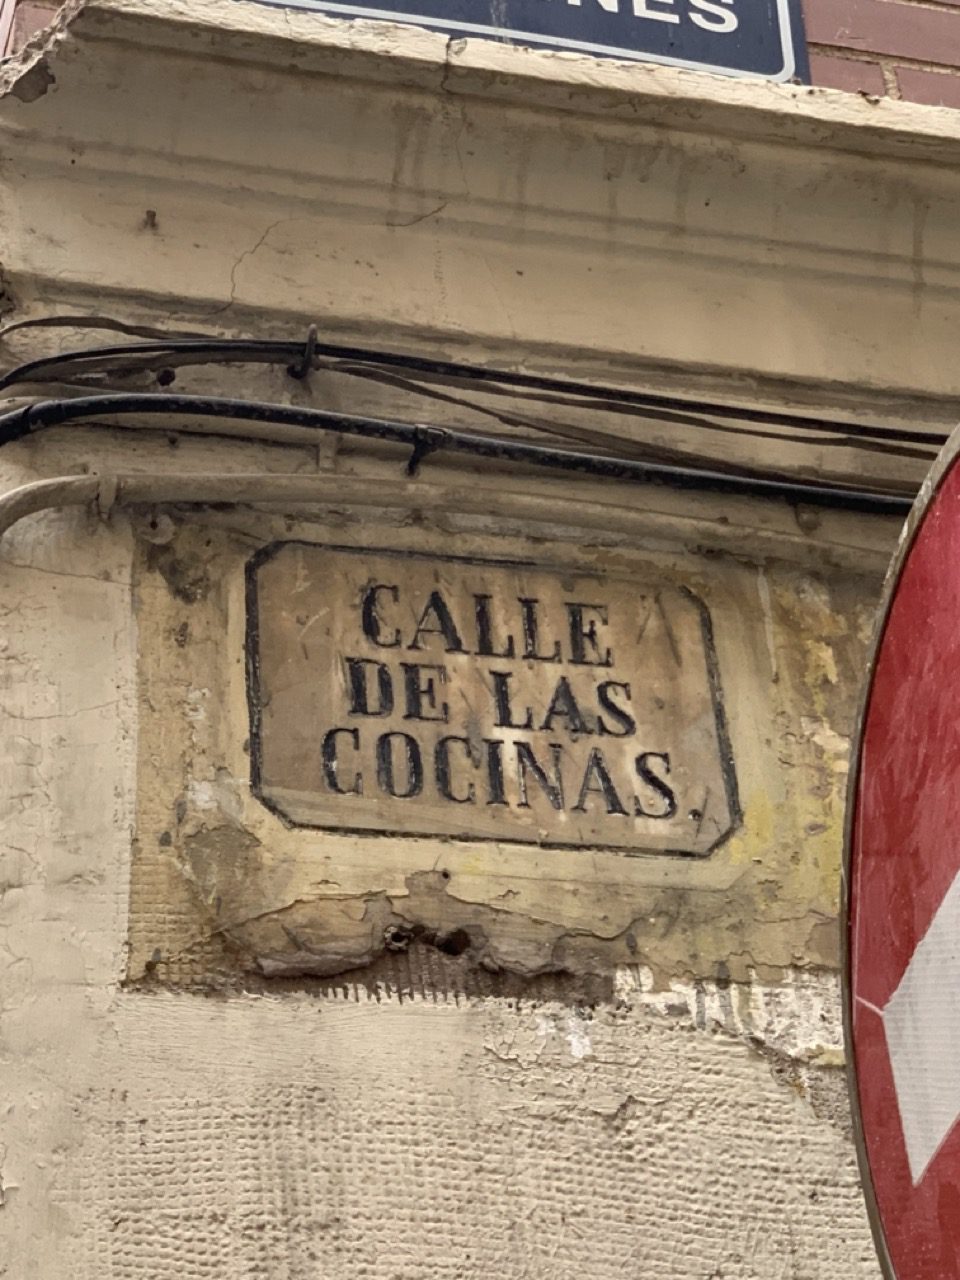 CALLE
DE LAS
COCINAS.